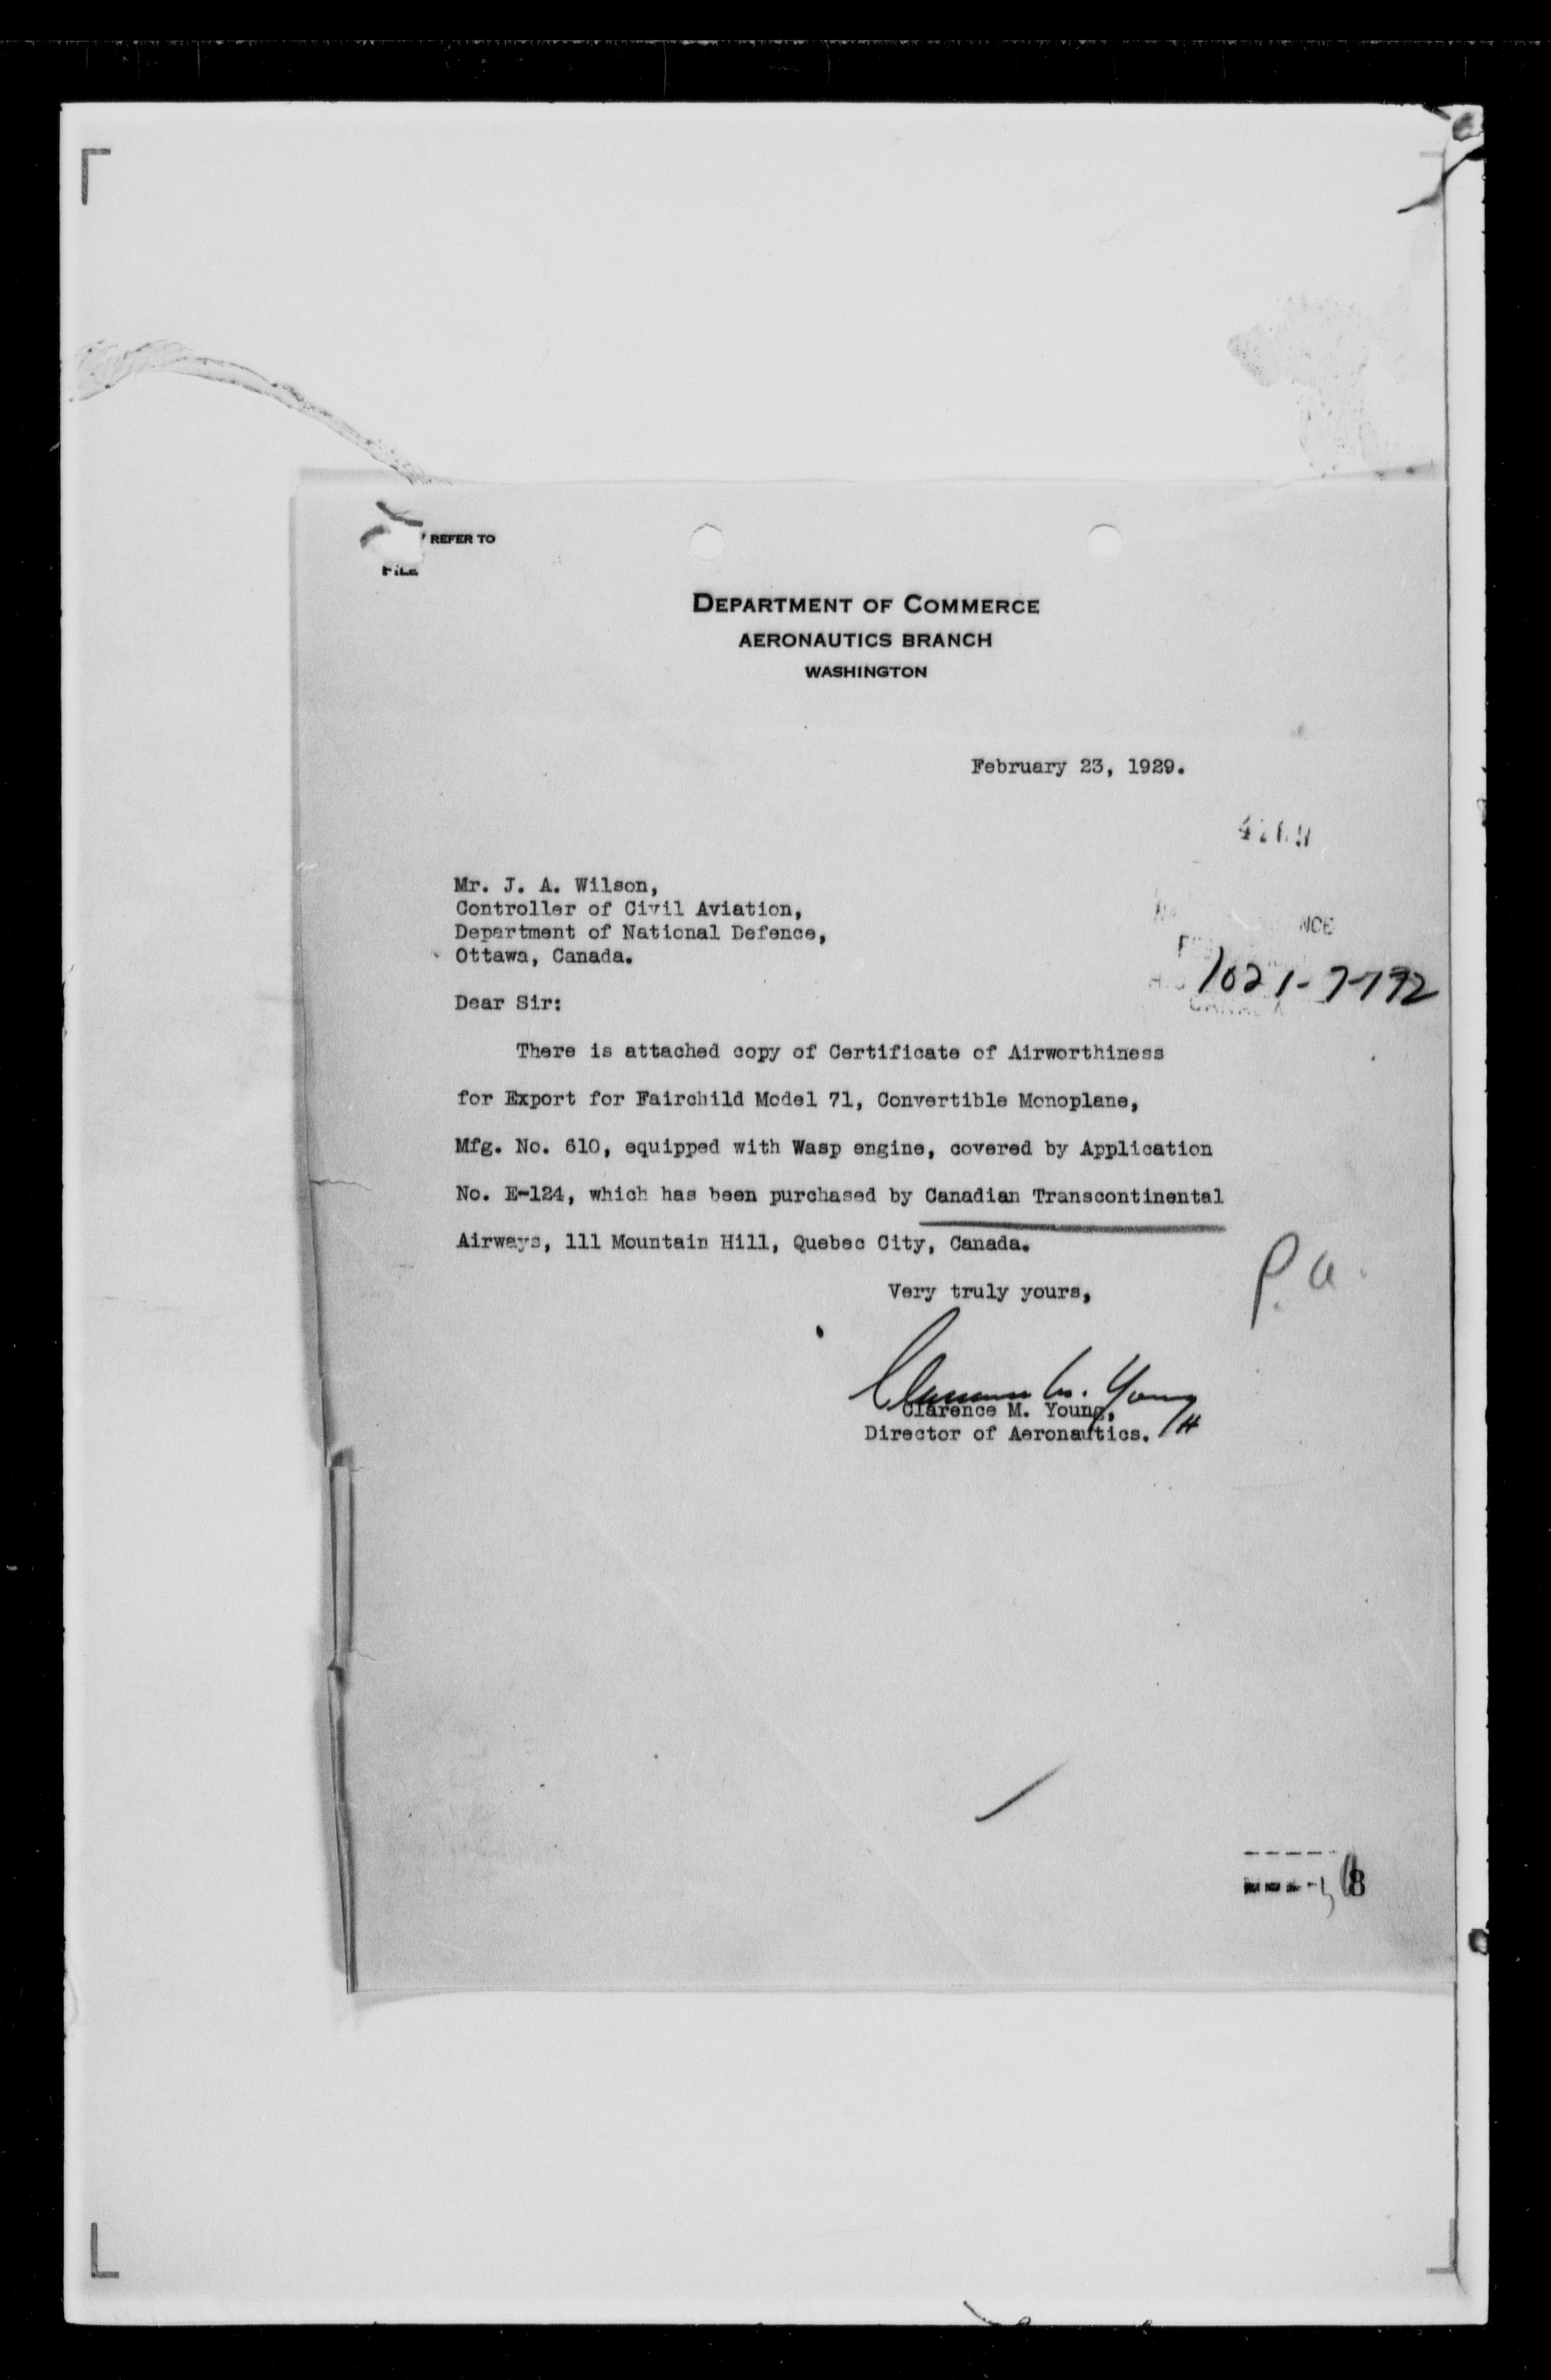 REFER TO
FILE
DEPARTMENT OF COMMERCE
AERONAUTICS BRANCH
WASHINGTON
February 23, 1929.
Mr. J. A. Wilson,
Controller of Civil Aviation,
Department of National Defence,
Ottawa, Canada.
1021-7-172
Dear Sir:
There is attached copy of Certificate of Airworthiness
for Export for Fairchild Model 71, Convertible Monoplane,
Mfg. No. 610, equipped with Wasp engine, covered by Application
No. E-124, which has been purchased by Canadian Transcontinental
Airways, 111 Mountain Hill, Quebec City, Canada.
P.a.
Very truly yours,
Clarence M. Young
Clarence M. Young,
Director of Aeronautics. /H